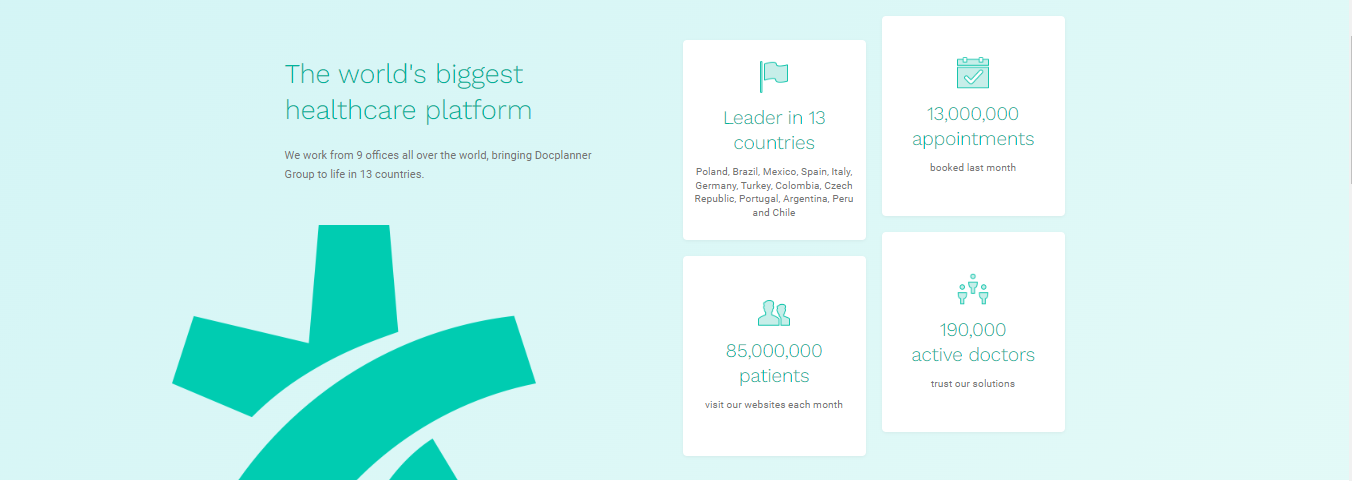 The world's biggest
healthcare platform
We work from 9 offices all over the world, bringing Docplanner
Group to life in 13 countries.
Leader in 13
countries
Poland, Brazil, Mexico, Spain, Italy,
Germany, Turkey, Colombia, Czech
Republic, Portugal, Argentina, Peru
and Chile
13,000,000
appointments
booked last month
85,000,000
patients
visit our websites each month
190,000
active doctors
trust our solutions